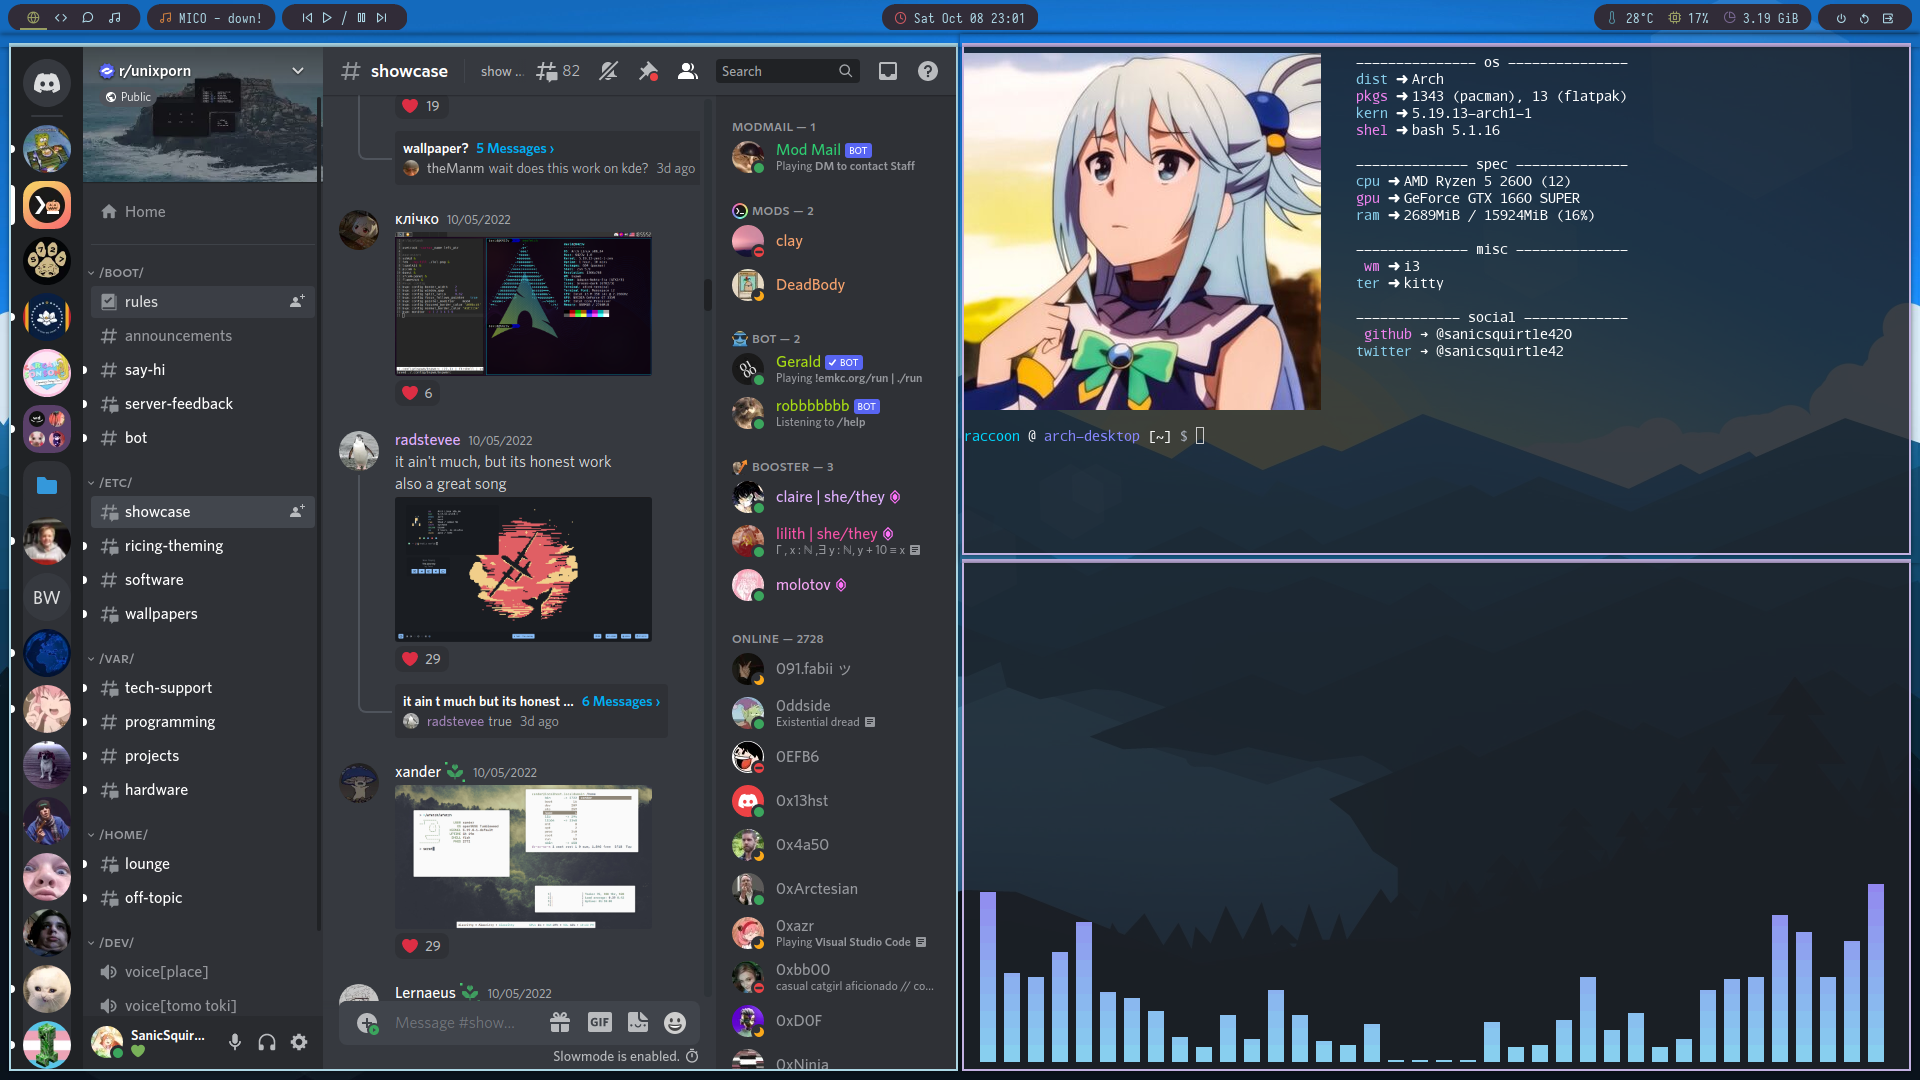 MICO – down!
/
Sat Oct 08 23:01
28°C
17%
3.19 GiB
r/unixporn
Public
Home
/BOOT/
rules
announcements
say-hi
server-feedback
bot
/ETC/
showcase
ricing-theming
software
wallpapers
BW
/VAR/
tech-support
programming
projects
hardware
/HOME/
lounge
off-topic
/DEV/
voice[place]
voice[tomo toki]
SanicSquir...
# showcase
show ...
82
Search
19
wallpaper? 5 Messages ›
theManm wait does this work on kde? 3d ago
клічко 10/05/2022
6
radstevee 10/05/2022
it ain't much, but its honest work
also a great song
29
it ain t much but its honest ... 6 Messages ›
radstevee true 3d ago
xander 10/05/2022
29
Lernaeus 10/05/2022
Message #show...
GIF
Slowmode is enabled.
MODMAIL — 1
Mod Mail BOT
Playing DM to contact Staff
MODS — 2
clay
DeadBody
BOT — 2
Gerald ✓ BOT
Playing !emkc.org/run | ./run
robbbbbbb BOT
Listening to /help
BOOSTER — 3
claire | she/they
lilith | she/they
Γ , x : ℕ ,∃ y : ℕ, y + 10 = x
molotov
ONLINE — 2728
091.fabii ツ
0ddside
Existential dread
0EFB6
0x13hst
0x4a50
0xArctesian
0xazr
Playing Visual Studio Code
0xbb00
casual catgirl aficionado // co...
0xD0F
0xNinja
––––––––––––––– os –––––––––––––––
dist ➜ Arch
pkgs ➜ 1343 (pacman), 13 (flatpak)
kern ➜ 5.19.13-arch1-1
shel ➜ bash 5.1.16
–––––––––––––– spec ––––––––––––––
cpu ➜ AMD Ryzen 5 2600 (12)
gpu ➜ GeForce GTX 1660 SUPER
ram ➜ 2689MiB / 15924MiB (16%)
–––––––––––––– misc ––––––––––––––
wm ➜ i3
ter ➜ kitty
––––––––––––– social –––––––––––––
github → @sanicsquirtle420
twitter → @sanicsquirtle42
raccoon @ arch-desktop [~] $